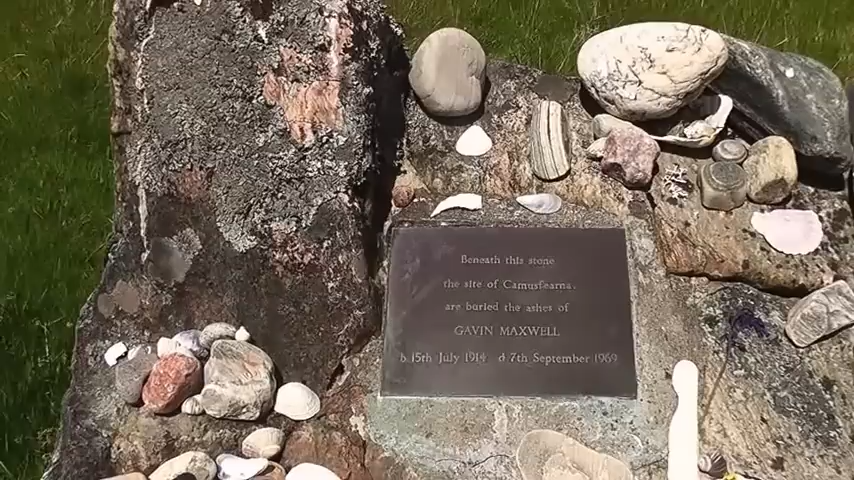 Beneath this stone
the site of Camusfearna.
are buried the ashes of
GAVIN MAXWELL
b. 15th July 1914 d 7th September 1969